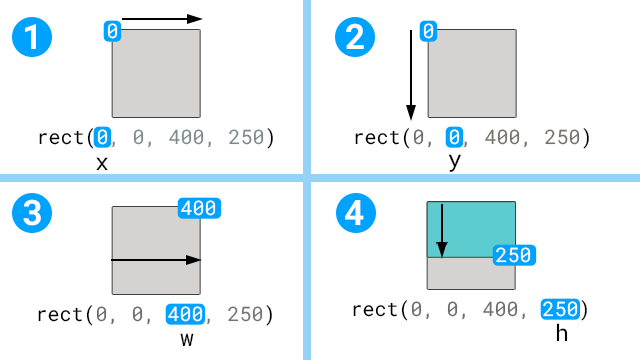 1
0
rect(0, 0, 400, 250)
x
2
0
rect(0, 0, 400, 250)
y
3
400
rect(0, 0, 400, 250)
w
4
250
rect(0, 0, 400, 250)
h